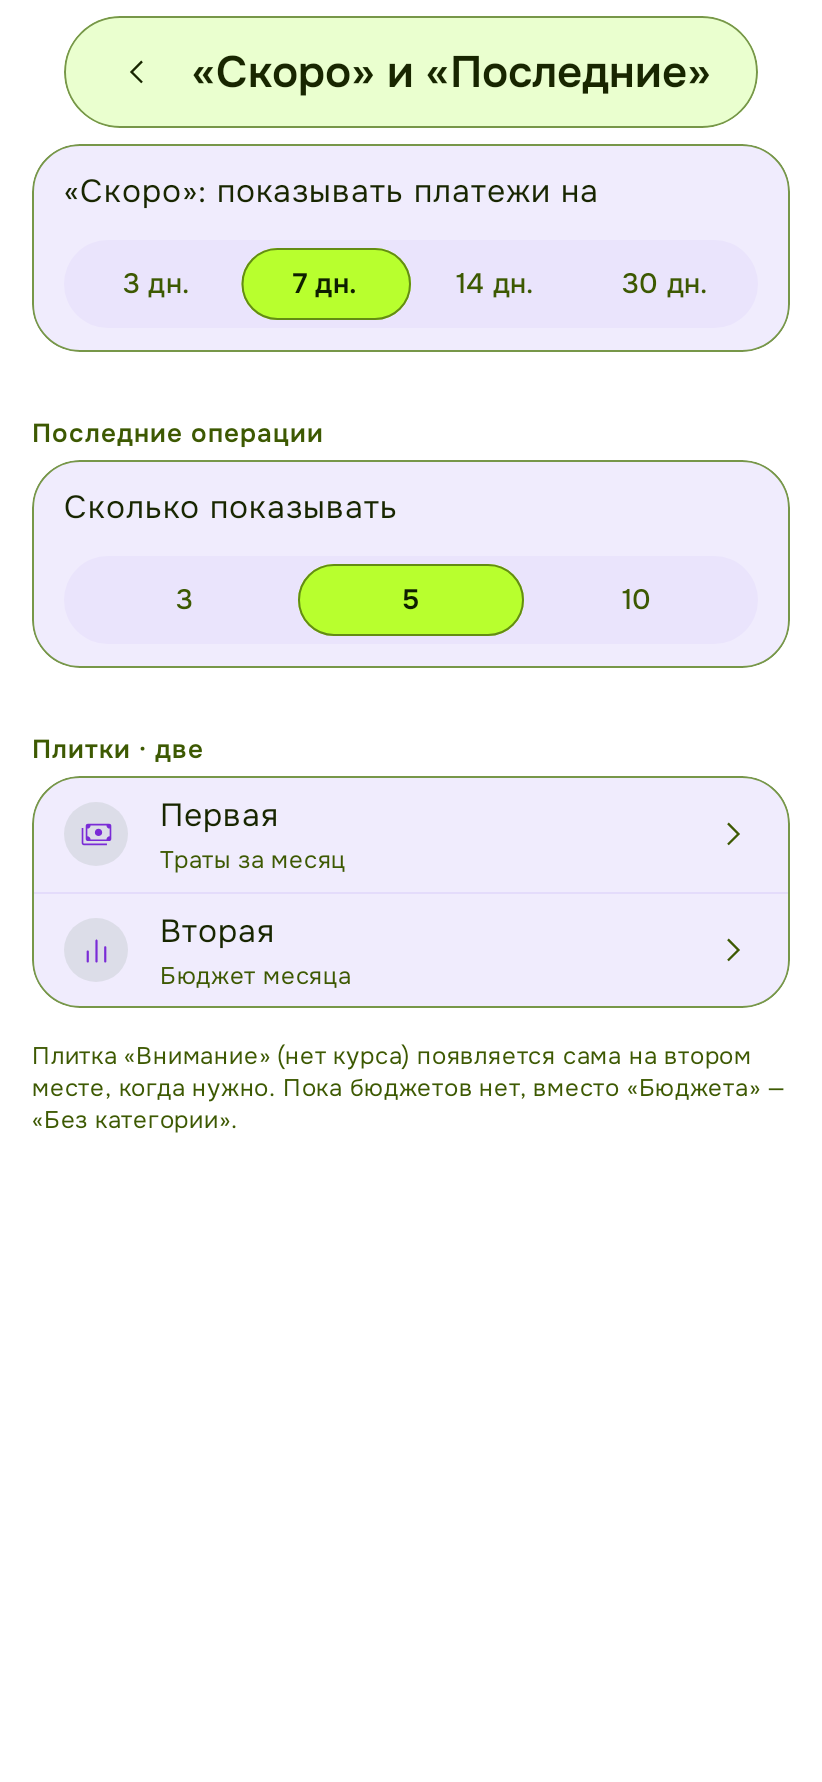 «Скоро» и «Последние»
«Скоро»: показывать платежи на
3 дн. 7 дн. 14 дн. 30 дн.
Последние операции
Сколько показывать
3 5 10
Плитки · две
Первая
Траты за месяц
Вторая
Бюджет месяца
Плитка «Внимание» (нет курса) появляется сама на втором
месте, когда нужно. Пока бюджетов нет, вместо «Бюджета» —
«Без категории».